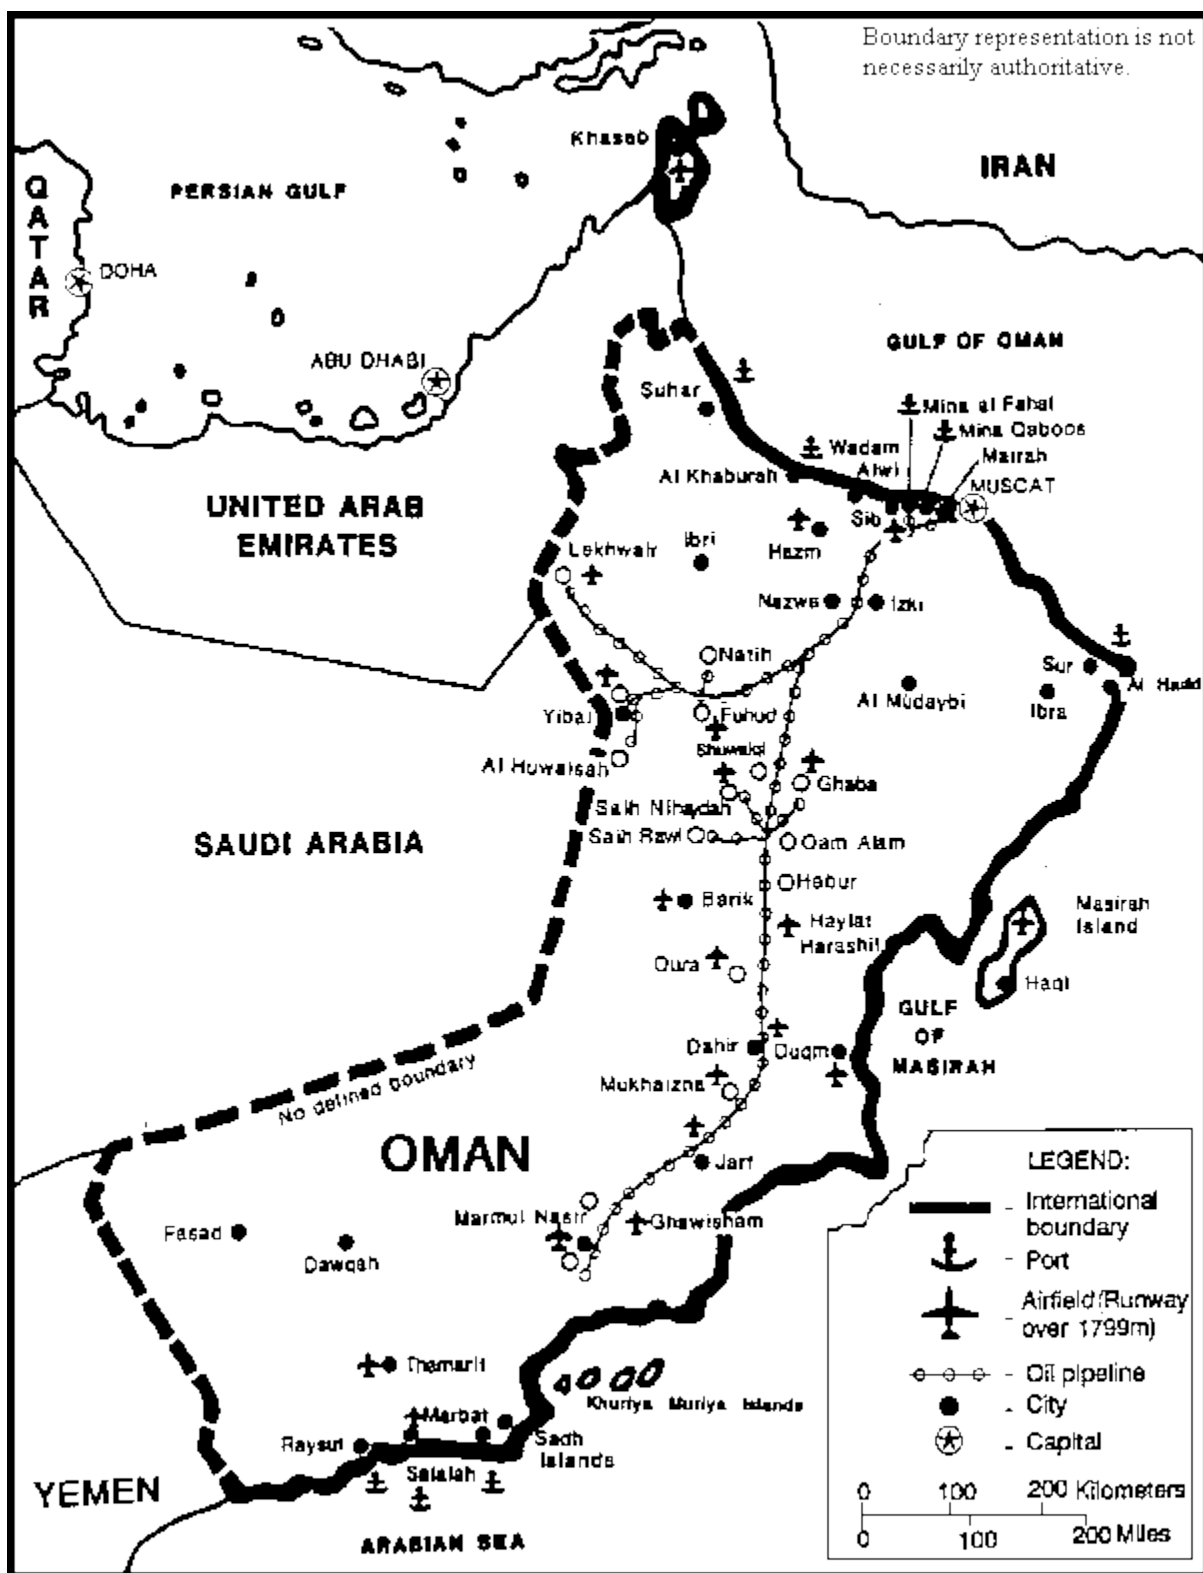 Boundary representation is not
necessarily authoritative.
Khasab
IRAN
QATAR
PERSIAN GULF
DOHA
GULF OF OMAN
ABU DHABI
Suhar
Mina al Fahal
Mina Qaboos
Wadam
Alwi
Matrah
Al Khaburah
MUSCAT
UNITED ARAB
EMIRATES
Sib
Lekhwair
Ibri
Hazm
Nazwa
Izki
Natih
Sur
Al Hadd
Al Mudaybi
Ibra
Yibal
Fuhud
Al Huwaisah
Ghaba
Saih Nihaydah
Saih Rawl
Qarn Alam
SAUDI ARABIA
Habur
Barik
Haylat
Harashil
Masirah
Island
Qura
Haql
GULF
OF
MASIRAH
Dahir
Duqm
Mukhaizna
No defined boundary
OMAN
Jarf
Marmul
Nasir
Ghawisham
Fasad
Dawqah
Thamarit
Khuriya Muriya Islands
Marbat
Raysut
Sadh
Islands
Salalah
YEMEN
ARABIAN SEA
LEGEND:
- International
boundary
- Port
- Airfield (Runway
over 1799m)
- Oil pipeline
- City
- Capital
0 100 200 Kilometers
0 100 200 Miles